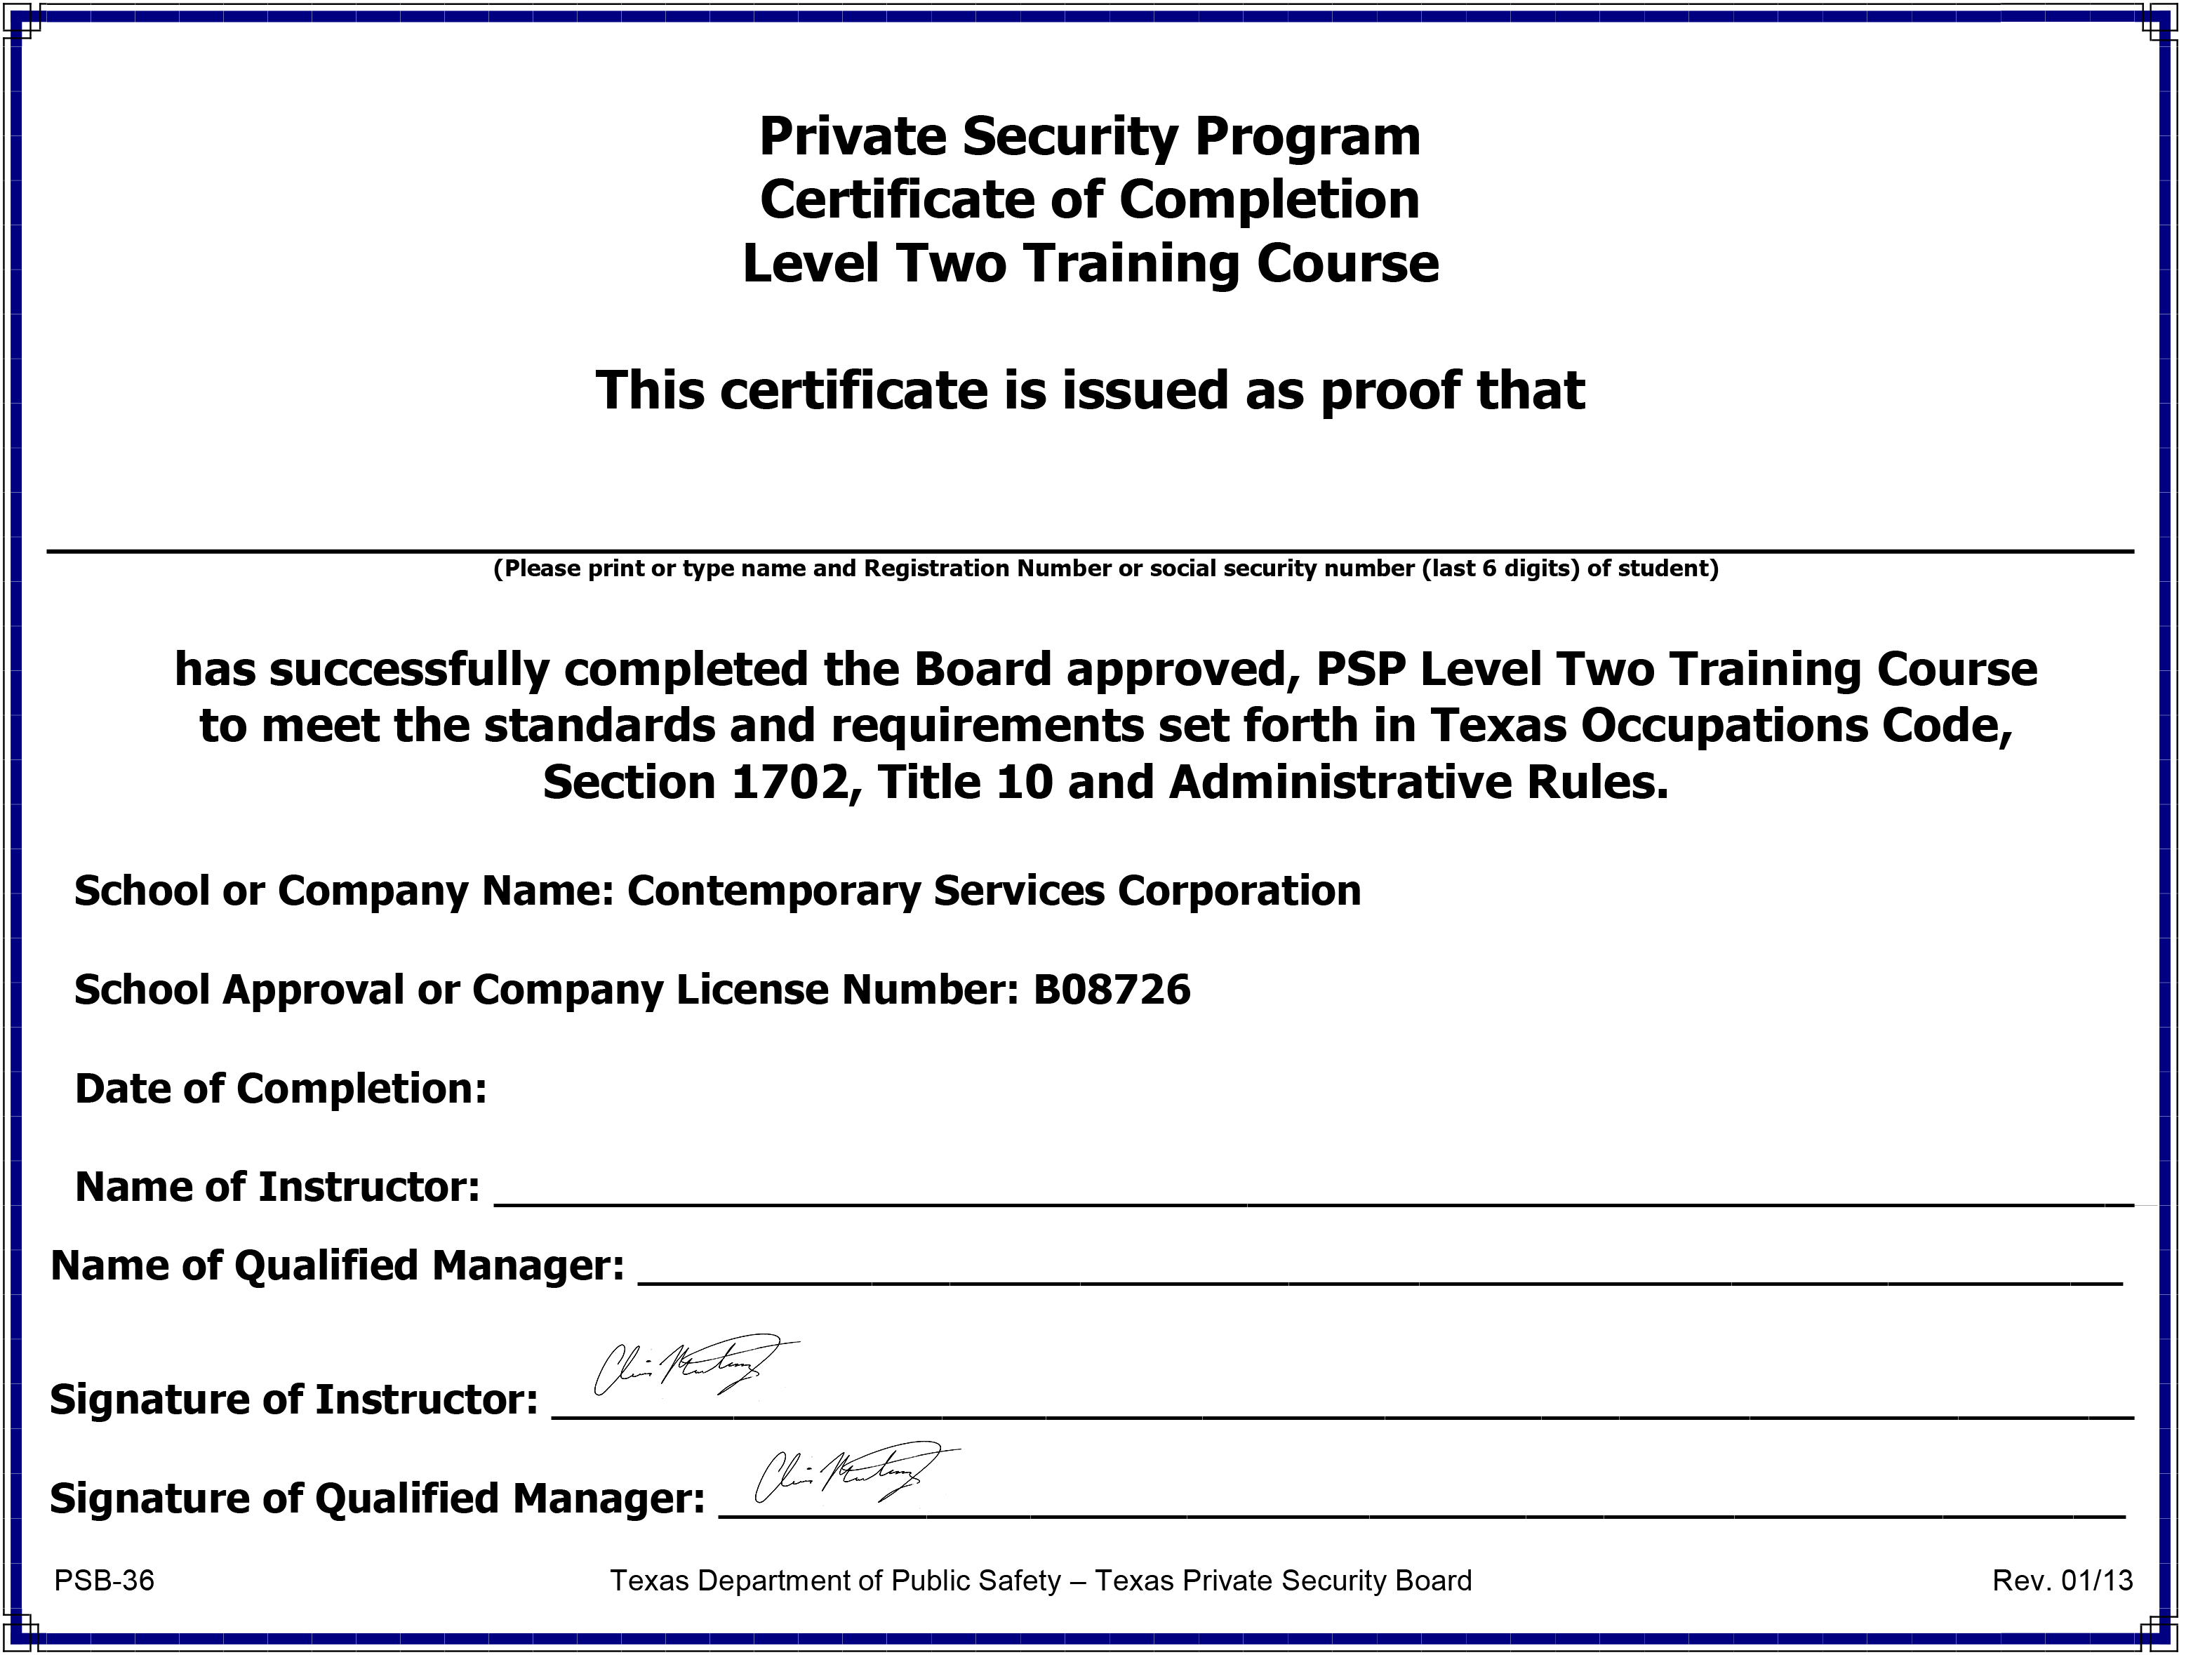 Private Security Program
Certificate of Completion
Level Two Training Course
This certificate is issued as proof that
(Please print or type name and Registration Number or social security number (last 6 digits) of student)
has successfully completed the Board approved, PSP Level Two Training Course
to meet the standards and requirements set forth in Texas Occupations Code,
Section 1702, Title 10 and Administrative Rules.
School or Company Name: Contemporary Services Corporation
School Approval or Company License Number: B08726
Date of Completion:
Name of Instructor:
Name of Qualified Manager:
Signature of Instructor:
Signature of Qualified Manager:
PSB-36 Texas Department of Public Safety – Texas Private Security Board Rev. 01/13